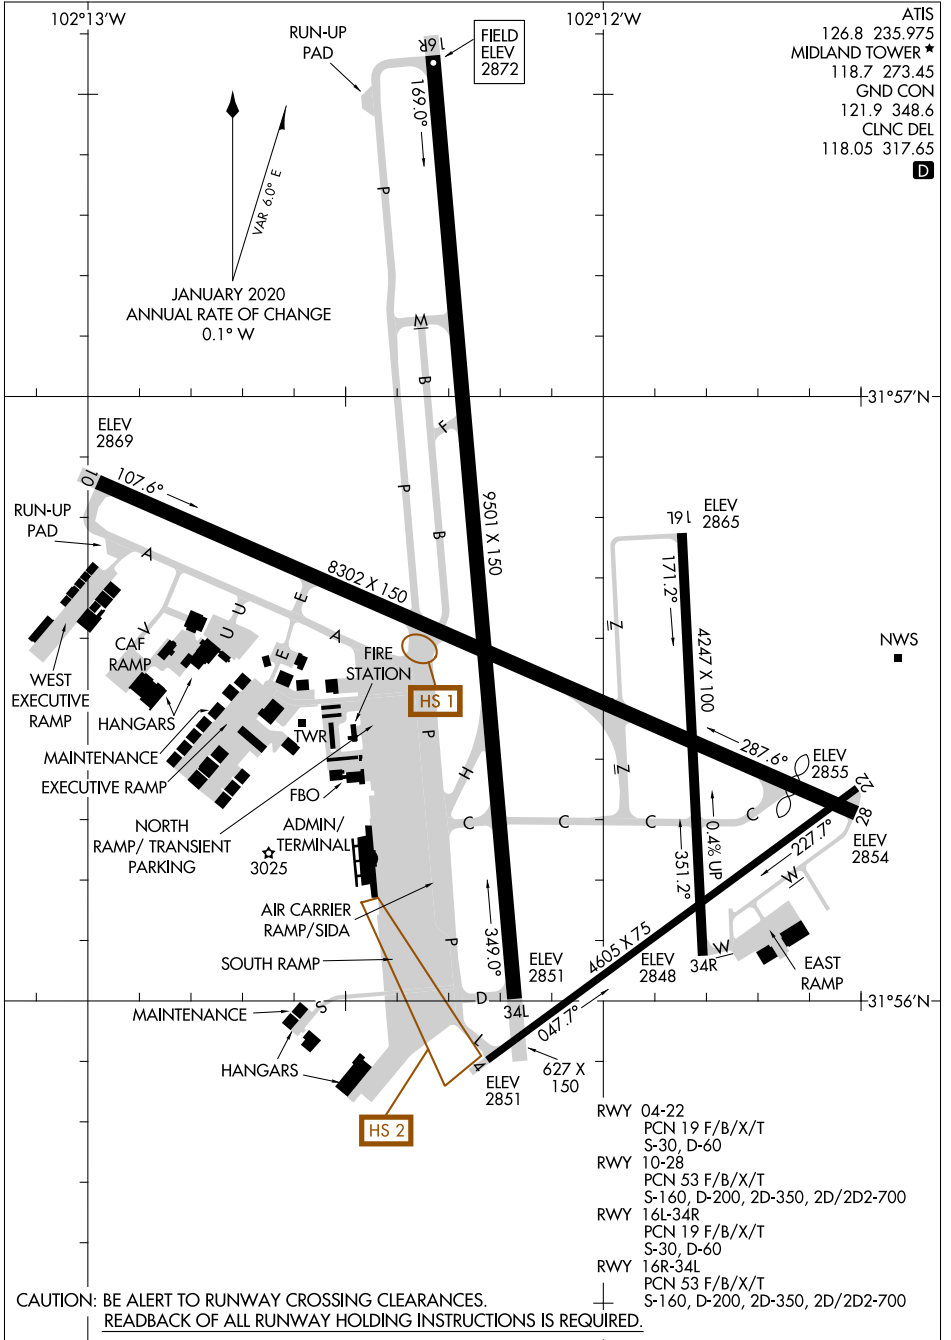 102°13'W
102°12'W
ATIS
126.8 235.975
MIDLAND TOWER ★
118.7 273.45
GND CON
121.9 348.6
CLNC DEL
118.05 317.65
D
RUN-UP
PAD
16R
FIELD
ELEV
2872
169.0°
VAR 6.0° E
P
JANUARY 2020
ANNUAL RATE OF CHANGE
0.1° W
M
B
31°57'N
F
ELEV
2869
10
107.6°
P
9501 X 150
RUN-UP
PAD
A
B
16L
ELEV
2865
171.2°
8302 X 150
E
U
U
V
A
E
Z
4247 X 100
NWS
CAF
RAMP
FIRE
STATION
WEST
EXECUTIVE
RAMP
HS 1
HANGARS
TWR
P
287.6°
MAINTENANCE
H
Z
ELEV
2855
22
EXECUTIVE RAMP
FBO
28
NORTH
RAMP/ TRANSIENT
PARKING
ADMIN/
TERMINAL
C
C
C
C
C
0.4% UP
351.2°
227.7°
ELEV
2854
3025
W
AIR CARRIER
RAMP/SIDA
P
349.0°
4605 X 75
W
SOUTH RAMP
ELEV
2851
ELEV
2848
34R
EAST
RAMP
D
31°56'N
S
34L
MAINTENANCE
047.7°
L
4
HANGARS
ELEV
2851
627 X
150
HS 2
RWY 04-22
PCN 19 F/B/X/T
S-30, D-60
RWY 10-28
PCN 53 F/B/X/T
S-160, D-200, 2D-350, 2D/2D2-700
RWY 16L-34R
PCN 19 F/B/X/T
S-30, D-60
RWY 16R-34L
PCN 53 F/B/X/T
S-160, D-200, 2D-350, 2D/2D2-700
CAUTION: BE ALERT TO RUNWAY CROSSING CLEARANCES.
READBACK OF ALL RUNWAY HOLDING INSTRUCTIONS IS REQUIRED.